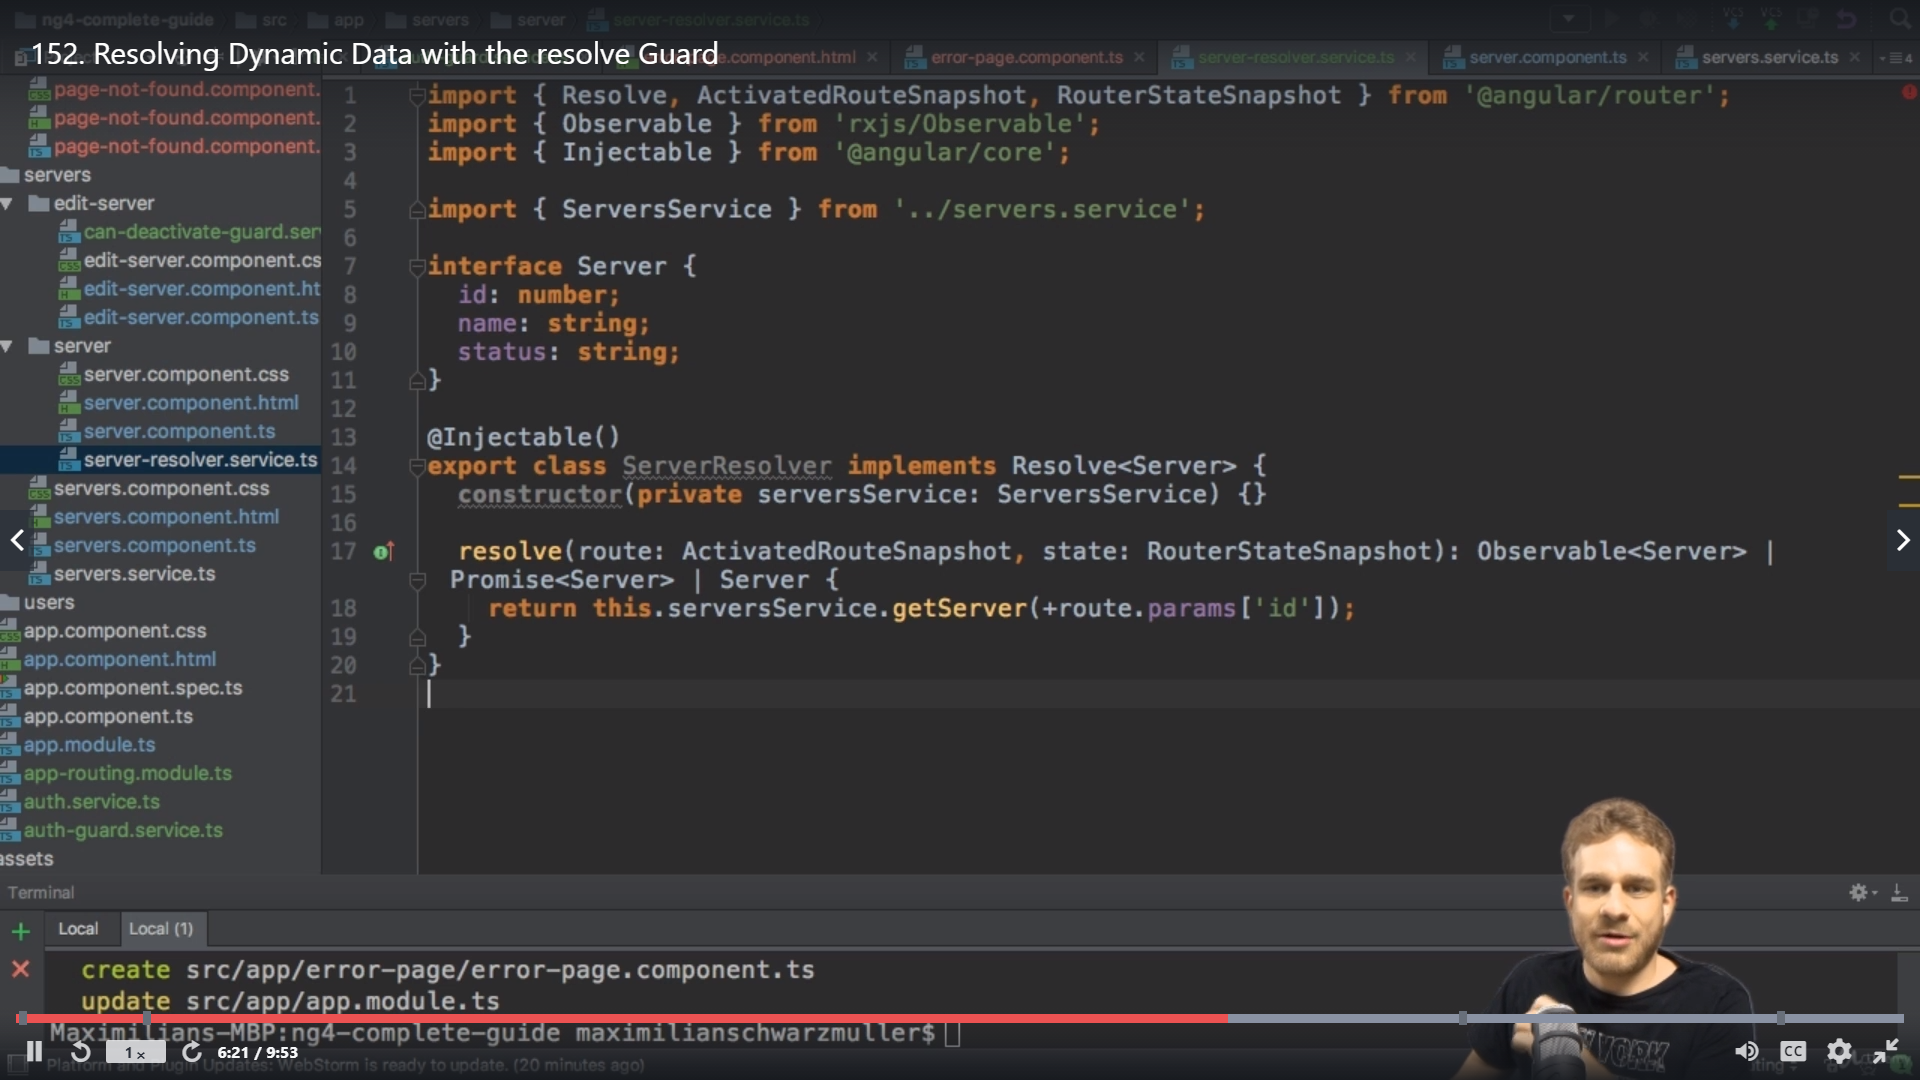 ng4-complete-guide src app servers server server-resolver.service.ts
152. Resolving Dynamic Data with the resolve Guard
error-page.component.ts server-resolver.service.ts server.component.ts servers.service.ts
page-not-found.component.
page-not-found.component.
page-not-found.component.
servers
edit-server
can-deactivate-guard.serv
edit-server.component.cs
edit-server.component.ht
edit-server.component.ts
server
server.component.css
server.component.html
server.component.ts
server-resolver.service.ts
servers.component.css
servers.component.html
servers.component.ts
servers.service.ts
users
app.component.css
app.component.html
app.component.spec.ts
app.component.ts
app.module.ts
app-routing.module.ts
auth.service.ts
auth-guard.service.ts
assets
1 import { Resolve, ActivatedRouteSnapshot, RouterStateSnapshot } from '@angular/router';
2 import { Observable } from 'rxjs/Observable';
3 import { Injectable } from '@angular/core';
4
5 import { ServersService } from '../servers.service';
6
7 interface Server {
8 id: number;
9 name: string;
10 status: string;
11 }
12
13 @Injectable()
14 export class ServerResolver implements Resolve<Server> {
15 constructor(private serversService: ServersService) {}
16
17 resolve(route: ActivatedRouteSnapshot, state: RouterStateSnapshot): Observable<Server> |
Promise<Server> | Server {
18 return this.serversService.getServer(+route.params['id']);
19 }
20 }
21
Terminal
Local Local (1)
create src/app/error-page/error-page.component.ts
update src/app/app.module.ts
Maximilians-MBP:ng4-complete-guide maximilianschwarzmuller$
1 x 6:21 / 9:53 CC
Platform and Plugin Updates: WebStorm is ready to update. (20 minutes ago)